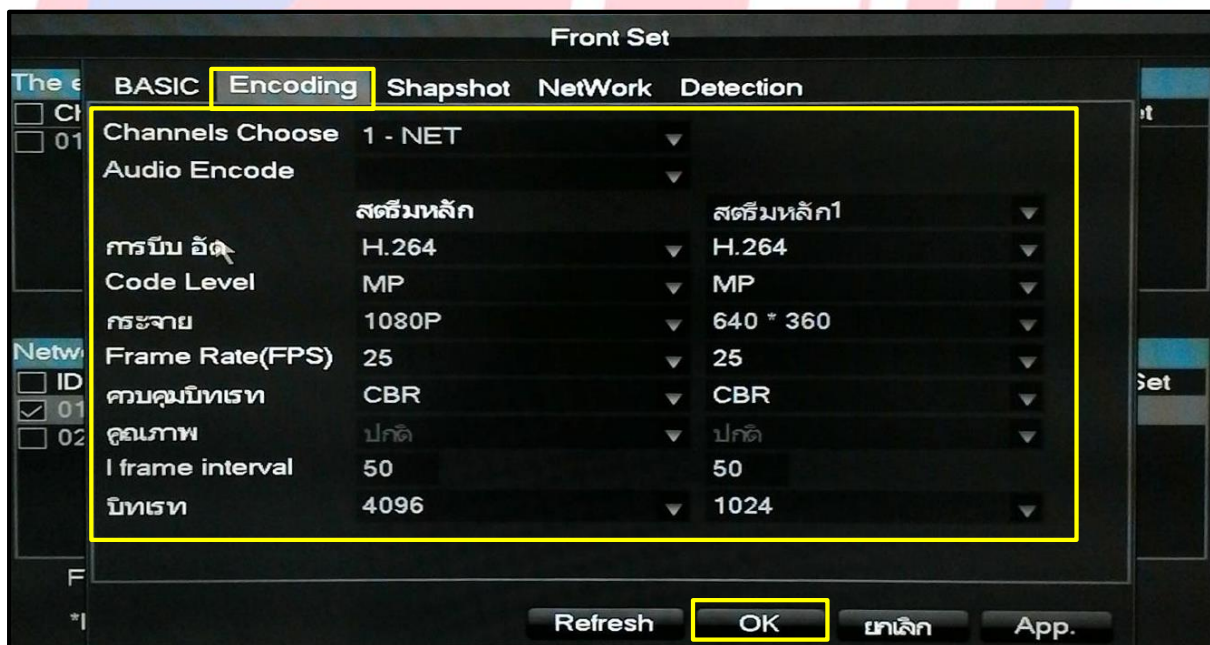 Front Set
The e
BASIC Encoding Shapshot NetWork Detection
Ch
et
01
Channels Choose 1 - NET
Audio Encode
สตรีมหลัก สตรีมหลัก1
การบีบ อัด H.264 H.264
Code Level MP MP
กระจาย 1080P 640 * 360
Netw
Frame Rate(FPS) 25 25
ID
Set
01
ควบคุมบิทเรท CBR CBR
02
คูณภาพ ปกติ ปกติ
I frame interval 50 50
บิทเรท 4096 1024
F
*I
Refresh OK ยกเลิก App.